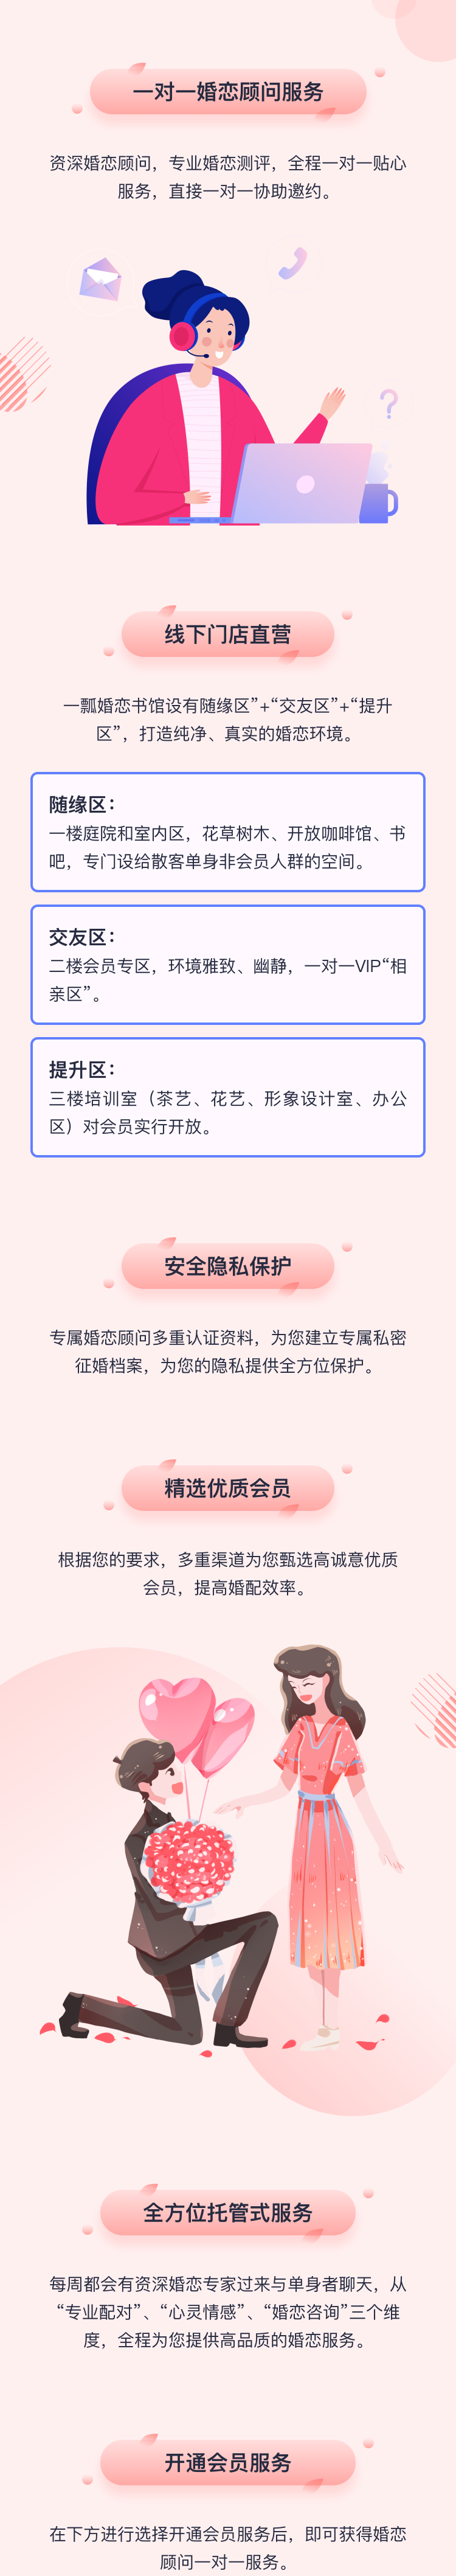 一对一婚恋顾问服务
资深婚恋顾问，专业婚恋测评，全程一对一贴心
服务，直接一对一协助邀约。
?
线下门店直营
一瓢婚恋书馆设有随缘区”+“交友区”+“提升
区”，打造纯净、真实的婚恋环境。
随缘区：
一楼庭院和室内区，花草树木、开放咖啡馆、书
吧，专门设给散客单身非会员人群的空间。
交友区：
二楼会员专区，环境雅致、幽静，一对一VIP“相
亲区”。
提升区：
三楼培训室（茶艺、花艺、形象设计室、办公
区）对会员实行开放。
安全隐私保护
专属婚恋顾问多重认证资料，为您建立专属私密
征婚档案，为您的隐私提供全方位保护。
精选优质会员
根据您的要求，多重渠道为您甄选高诚意优质
会员，提高婚配效率。
全方位托管式服务
每周都会有资深婚恋专家过来与单身者聊天，从
“专业配对”、“心灵情感”、“婚恋咨询”三个维
度，全程为您提供高品质的婚恋服务。
开通会员服务
在下方进行选择开通会员服务后，即可获得婚恋
顾问一对一服务。